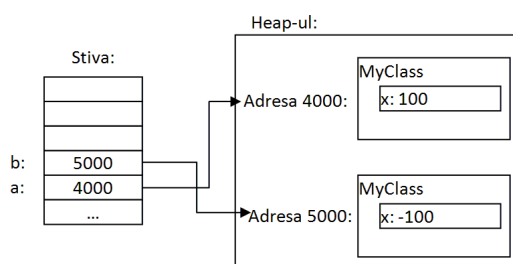 Heap-ul:
Stiva:
MyClass
x: 100
Adresa 4000:
b: 5000
a: 4000
...
MyClass
x: -100
Adresa 5000: